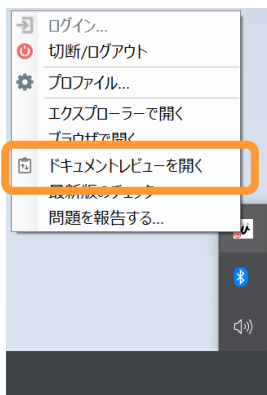 ログイン...
切断/ログアウト
プロファイル...
エクスプローラーで開く
ブラウザで開く
ドキュメントレビューを開く
最新版のチェック
問題を報告する...